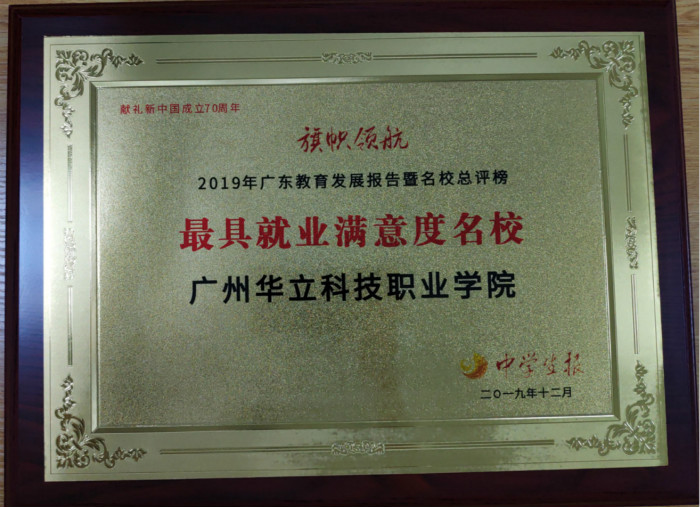 献礼新中国成立70周年
旗帜领航
2019年广东教育发展报告暨名校总评榜
最具就业满意度名校
广州华立科技职业学院
中学生报
二〇一九年十二月